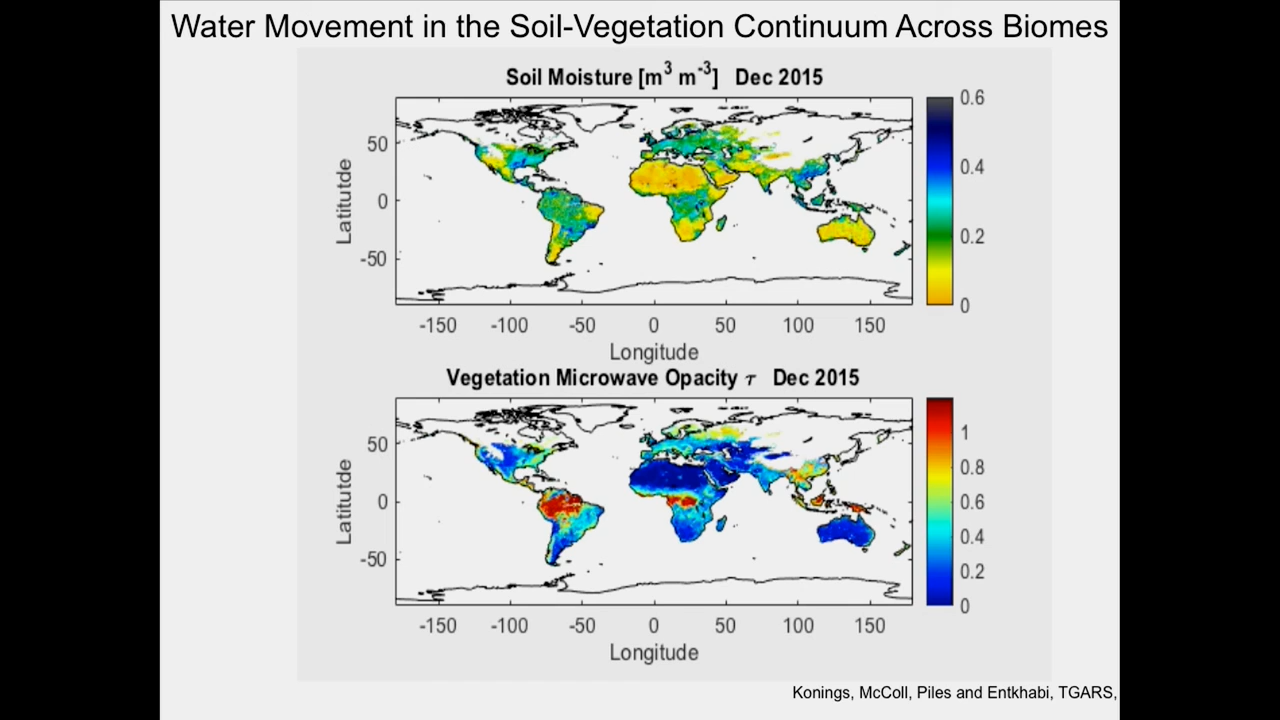 Water Movement in the Soil-Vegetation Continuum Across Biomes
Soil Moisture [m³ m⁻³] Dec 2015
Latitutde
50
0
-50
-150 -100 -50 0 50 100 150
Longitude
0.6
0.4
0.2
0
Vegetation Microwave Opacity τ Dec 2015
Latitutde
50
0
-50
-150 -100 -50 0 50 100 150
Longitude
1
0.8
0.6
0.4
0.2
0
Konings, McColl, Piles and Entkhabi, TGARS,